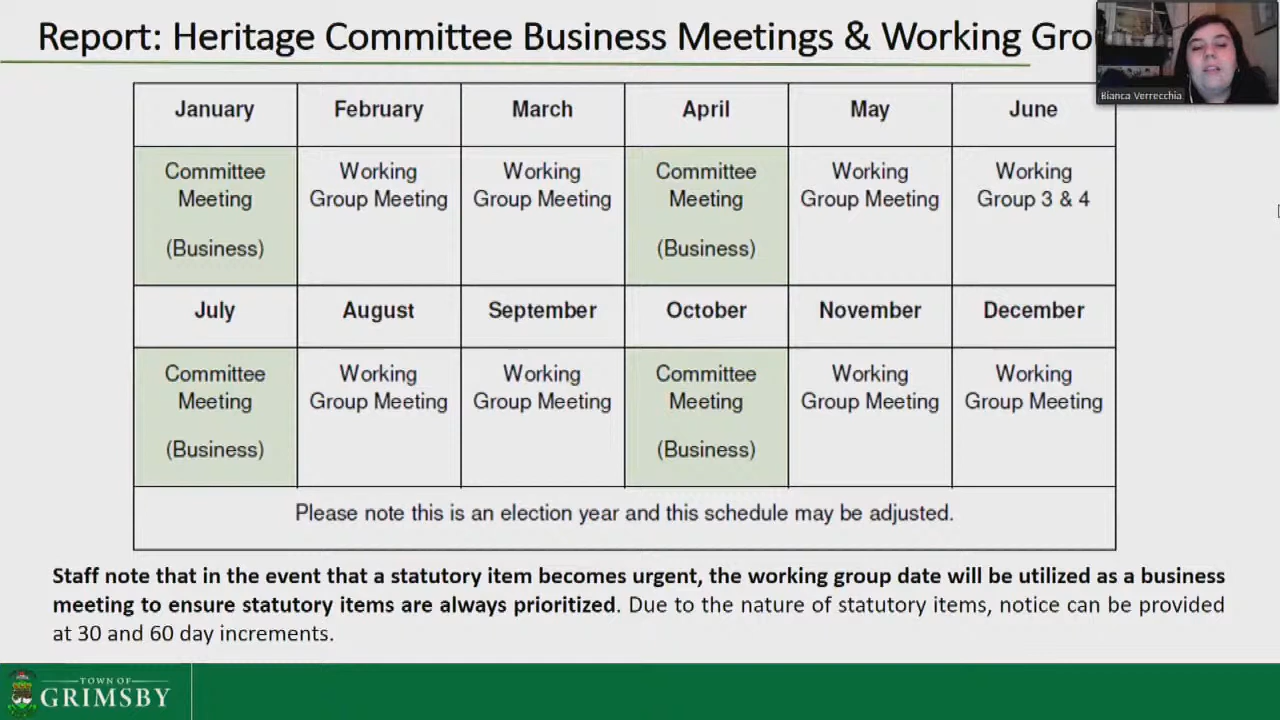 Report: Heritage Committee Business Meetings & Working Gro
Bianca Verrecchia
January February March April May June
Committee Working Working Committee Working Working
Meeting Group Meeting Group Meeting Meeting Group Meeting Group 3 & 4
(Business) (Business)
July August September October November December
Committee Working Working Committee Working Working
Meeting Group Meeting Group Meeting Meeting Group Meeting Group Meeting
(Business) (Business)
Please note this is an election year and this schedule may be adjusted.
Staff note that in the event that a statutory item becomes urgent, the working group date will be utilized as a business
meeting to ensure statutory items are always prioritized. Due to the nature of statutory items, notice can be provided
at 30 and 60 day increments.
TOWN OF
GRIMSBY